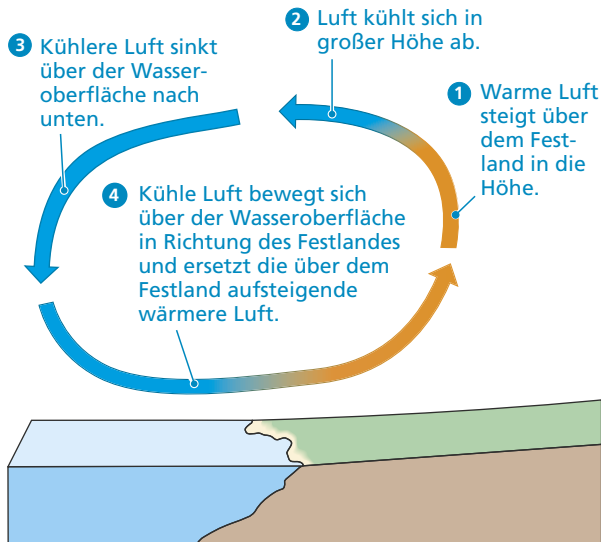 1 Warme Luft
steigt über
dem Fest-
land in die
Höhe.
2 Luft kühlt sich in
großer Höhe ab.
3 Kühlere Luft sinkt
über der Wasser-
oberfläche nach
unten.
4 Kühle Luft bewegt sich
über der Wasseroberfläche
in Richtung des Festlandes
und ersetzt die über dem
Festland aufsteigende
wärmere Luft.